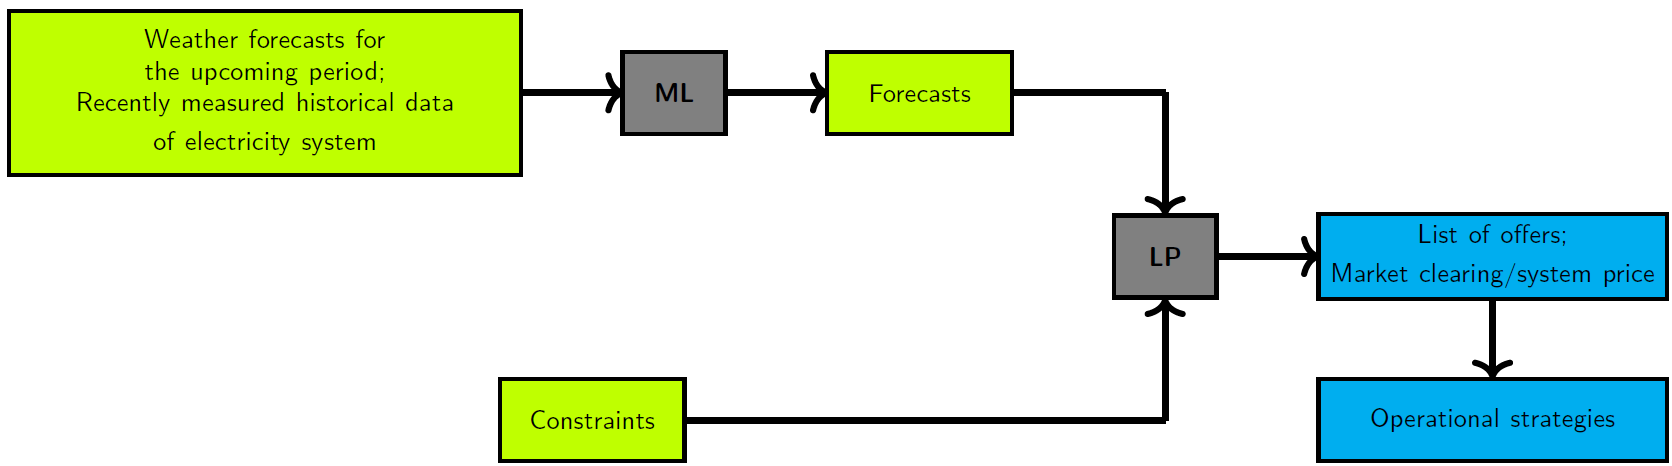 Weather forecasts for
the upcoming period;
Recently measured historical data
of electricity system
ML
Forecasts
LP
List of offers;
Market clearing/system price
Constraints
Operational strategies